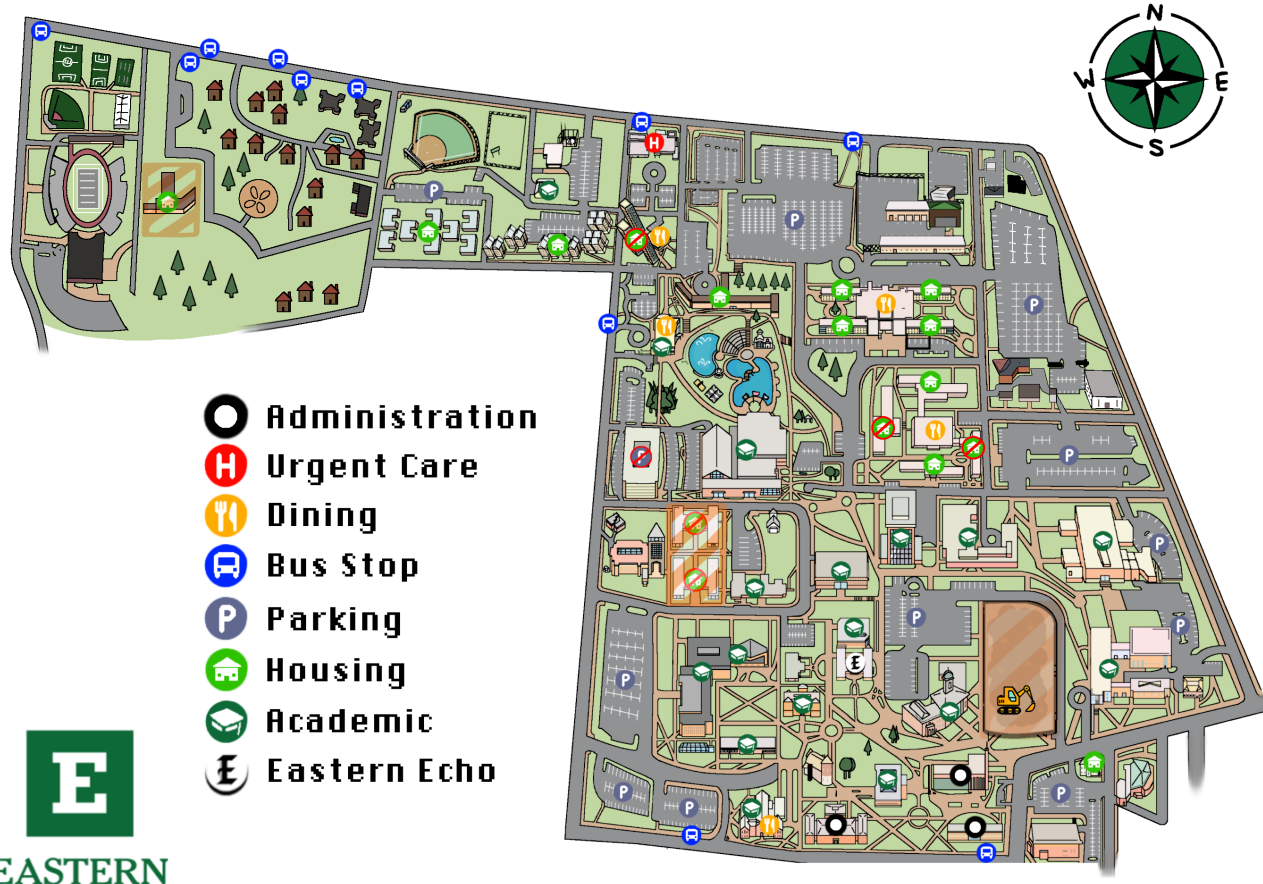 N
W
E
S
H
Administration
H Urgent Care
Dining
Bus Stop
P Parking
Housing
Academic
E Eastern Echo
E
EASTERN
P
P
P
P
P
P
P
P
E
P
P
P
P
P